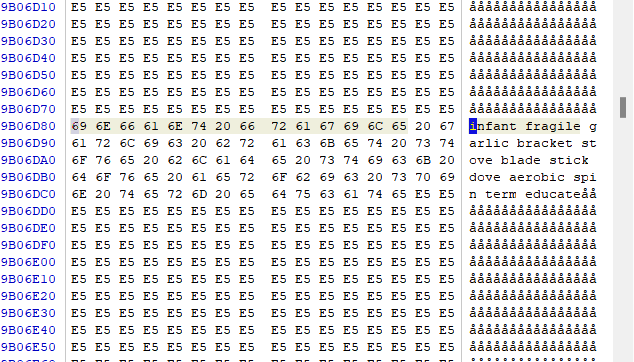 9B06D10 E5 E5 E5 E5 E5 E5 E5 E5 E5 E5 E5 E5 E5 E5 E5 E5 åååååååååååååååå
9B06D20 E5 E5 E5 E5 E5 E5 E5 E5 E5 E5 E5 E5 E5 E5 E5 E5 åååååååååååååååå
9B06D30 E5 E5 E5 E5 E5 E5 E5 E5 E5 E5 E5 E5 E5 E5 E5 E5 åååååååååååååååå
9B06D40 E5 E5 E5 E5 E5 E5 E5 E5 E5 E5 E5 E5 E5 E5 E5 E5 åååååååååååååååå
9B06D50 E5 E5 E5 E5 E5 E5 E5 E5 E5 E5 E5 E5 E5 E5 E5 E5 åååååååååååååååå
9B06D60 E5 E5 E5 E5 E5 E5 E5 E5 E5 E5 E5 E5 E5 E5 E5 E5 åååååååååååååååå
9B06D70 E5 E5 E5 E5 E5 E5 E5 E5 E5 E5 E5 E5 E5 E5 E5 E5 åååååååååååååååå
9B06D80 69 6E 66 61 6E 74 20 66 72 61 67 69 6C 65 20 67 infant fragile g
9B06D90 61 72 6C 69 63 20 62 72 61 63 6B 65 74 20 73 74 arlic bracket st
9B06DA0 6F 76 65 20 62 6C 61 64 65 20 73 74 69 63 6B 20 ove blade stick
9B06DB0 64 6F 76 65 20 61 65 72 6F 62 69 63 20 73 70 69 dove aerobic spi
9B06DC0 6E 20 74 65 72 6D 20 65 64 75 63 61 74 65 E5 E5 n term educateåå
9B06DD0 E5 E5 E5 E5 E5 E5 E5 E5 E5 E5 E5 E5 E5 E5 E5 E5 åååååååååååååååå
9B06DE0 E5 E5 E5 E5 E5 E5 E5 E5 E5 E5 E5 E5 E5 E5 E5 E5 åååååååååååååååå
9B06DF0 E5 E5 E5 E5 E5 E5 E5 E5 E5 E5 E5 E5 E5 E5 E5 E5 åååååååååååååååå
9B06E00 E5 E5 E5 E5 E5 E5 E5 E5 E5 E5 E5 E5 E5 E5 E5 E5 åååååååååååååååå
9B06E10 E5 E5 E5 E5 E5 E5 E5 E5 E5 E5 E5 E5 E5 E5 E5 E5 åååååååååååååååå
9B06E20 E5 E5 E5 E5 E5 E5 E5 E5 E5 E5 E5 E5 E5 E5 E5 E5 åååååååååååååååå
9B06E30 E5 E5 E5 E5 E5 E5 E5 E5 E5 E5 E5 E5 E5 E5 E5 E5 åååååååååååååååå
9B06E40 E5 E5 E5 E5 E5 E5 E5 E5 E5 E5 E5 E5 E5 E5 E5 E5 åååååååååååååååå
9B06E50 E5 E5 E5 E5 E5 E5 E5 E5 E5 E5 E5 E5 E5 E5 E5 E5 åååååååååååååååå